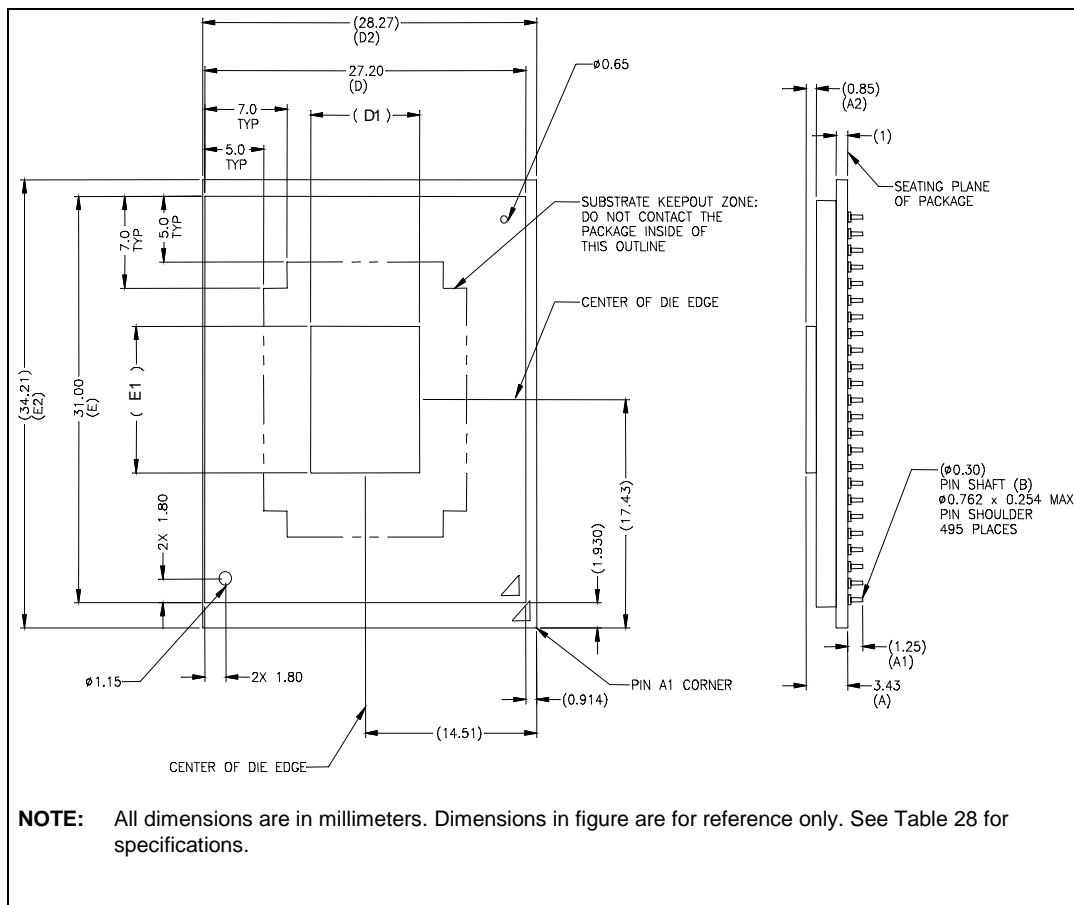 (28.27)
(D2)
27.20
(D)
ø0.65
(0.85)
(A2)
7.0
TYP
( D1 )
(1)
5.0
TYP
SEATING PLANE
OF PACKAGE
SUBSTRATE KEEPOUT ZONE:
DO NOT CONTACT THE
PACKAGE INSIDE OF
THIS OUTLINE
5.0
TYP
7.0
TYP
CENTER OF DIE EDGE
(34.21)
(E2)
31.00
(E)
( E1 )
(17.43)
(ø0.30)
PIN SHAFT (B)
ø0.762 x 0.254 MAX
PIN SHOULDER
495 PLACES
2X 1.80
(1.930)
(1.25)
(A1)
ø1.15
2X 1.80
PIN A1 CORNER
3.43
(A)
(0.914)
(14.51)
CENTER OF DIE EDGE
NOTE: All dimensions are in millimeters. Dimensions in figure are for reference only. See Table 28 for
specifications.